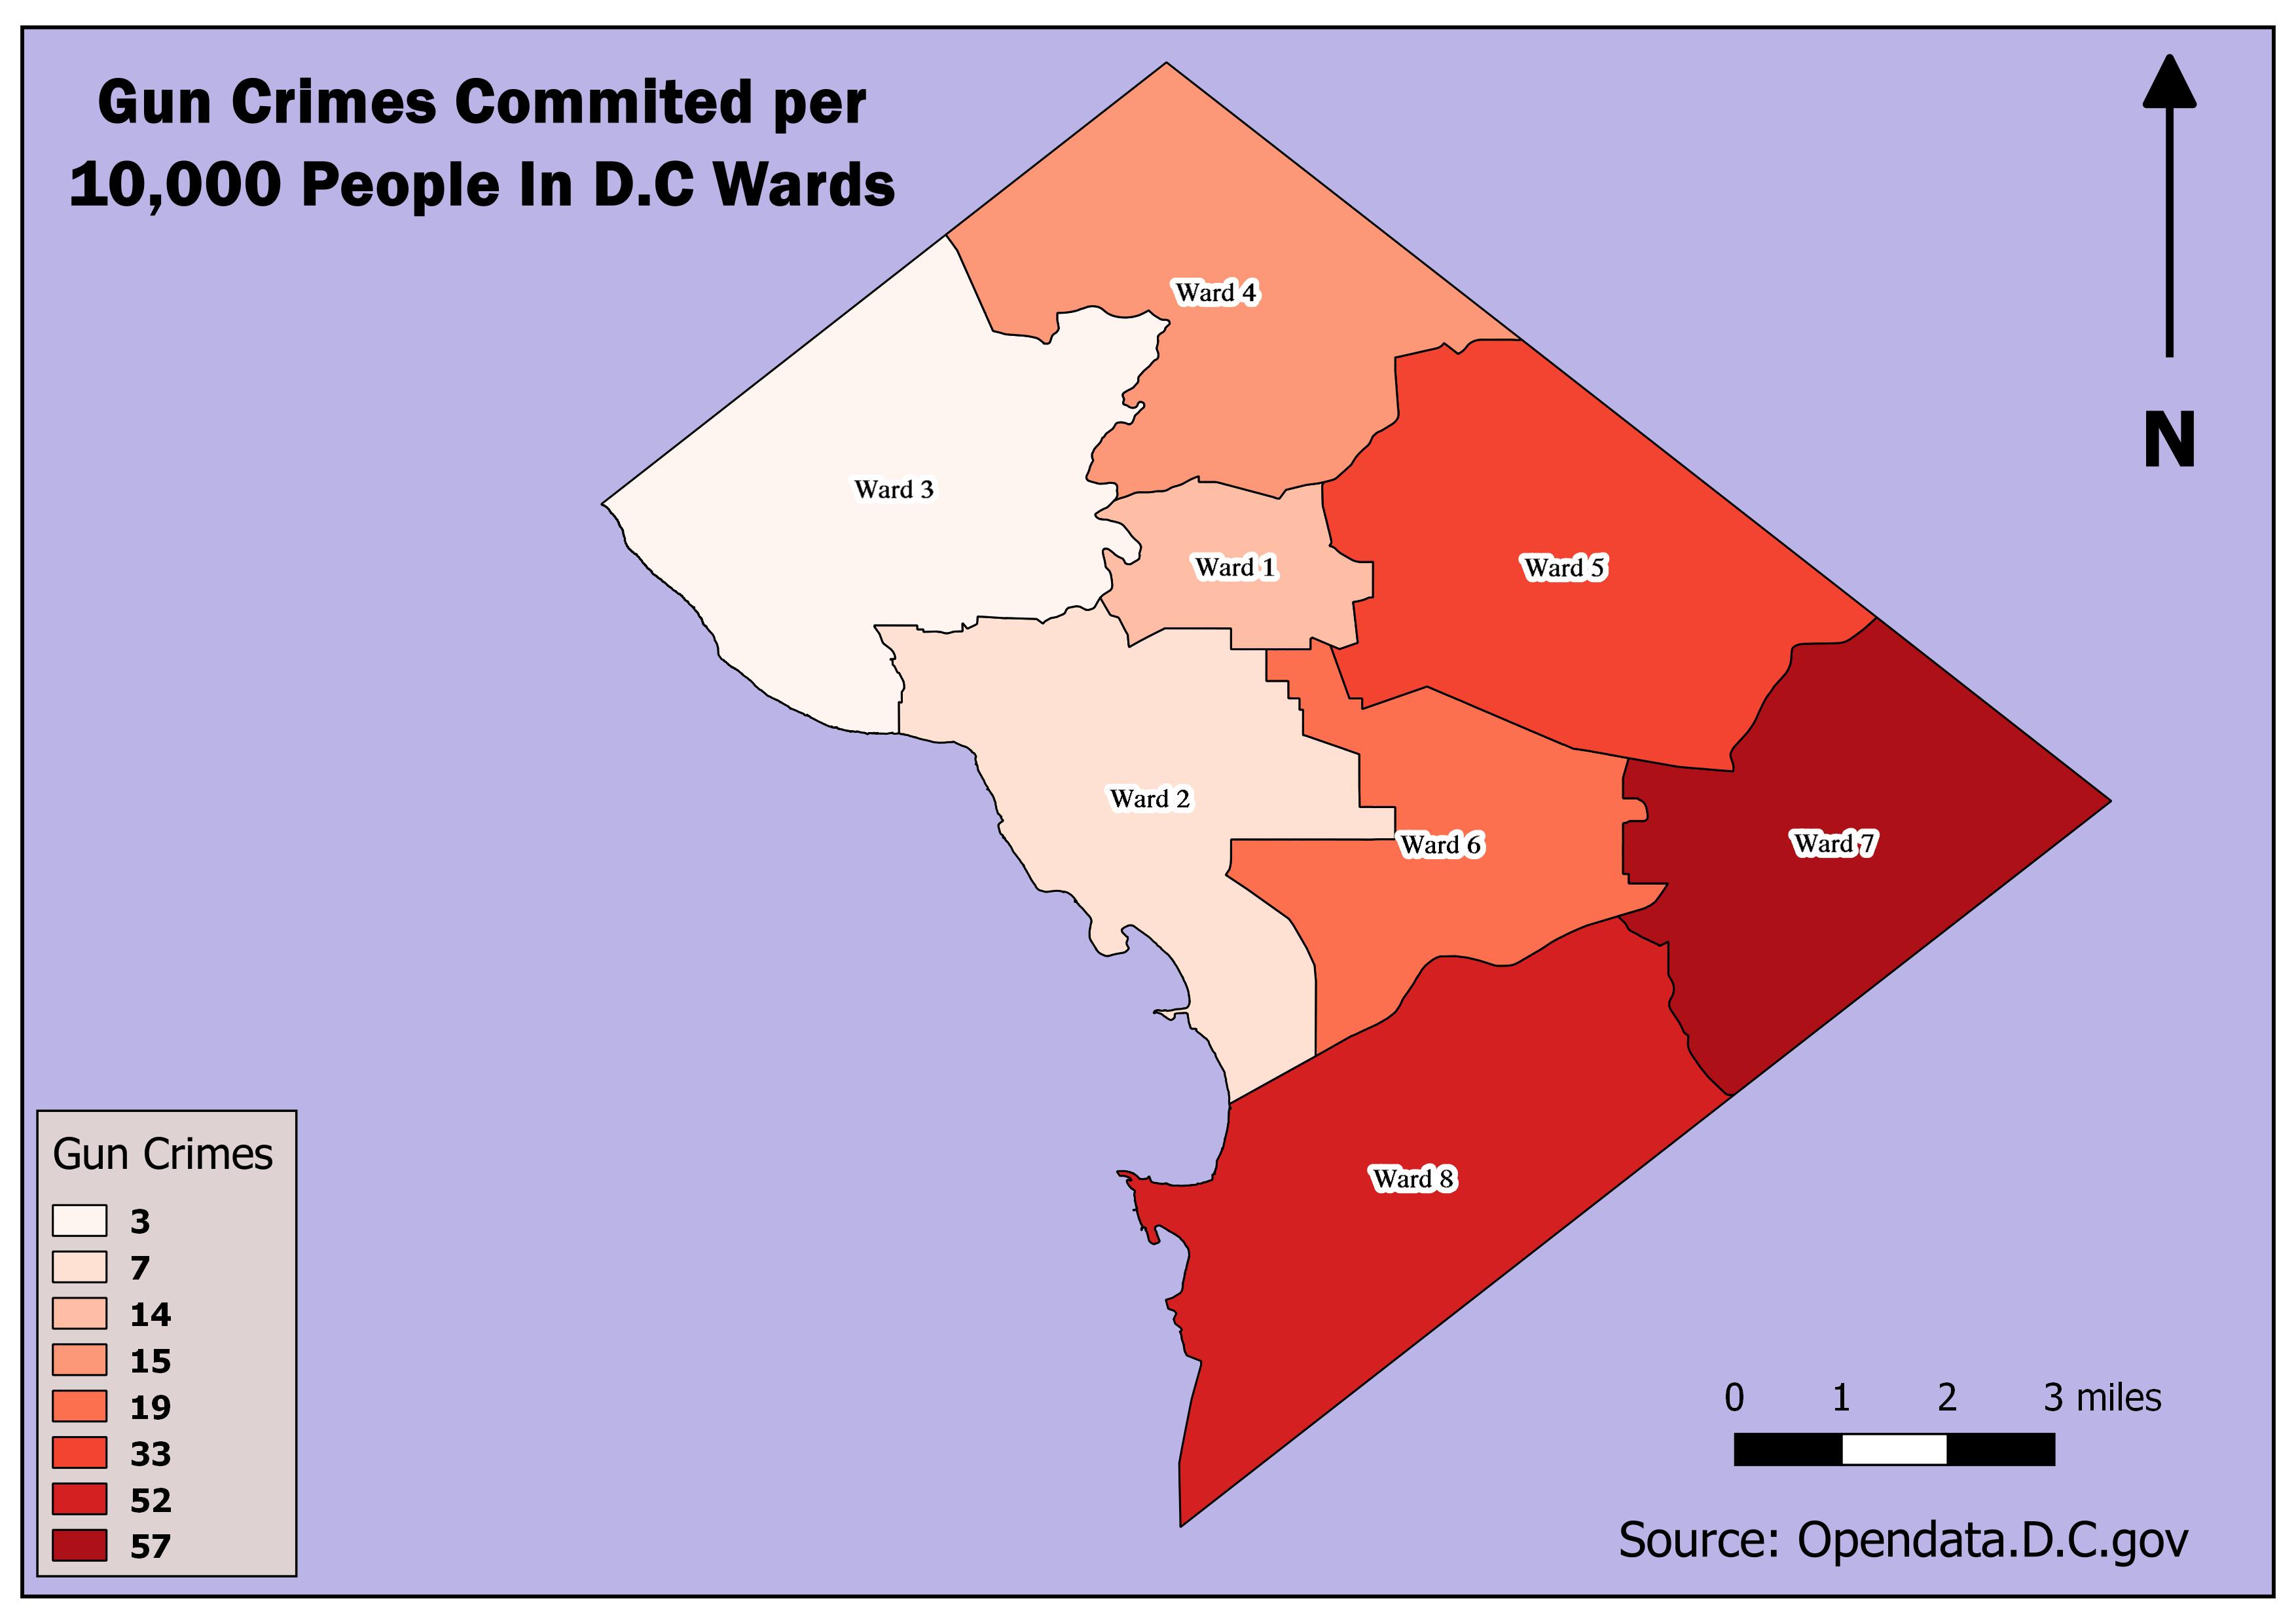 Gun Crimes Commited per
10,000 People In D.C Wards
N
Ward 4
Ward 3
Ward 1
Ward 5
Ward 2
Ward 6
Ward 7
Ward 8
Gun Crimes
3
7
14
15
19
33
52
57
0 1 2 3 miles
Source: Opendata.D.C.gov